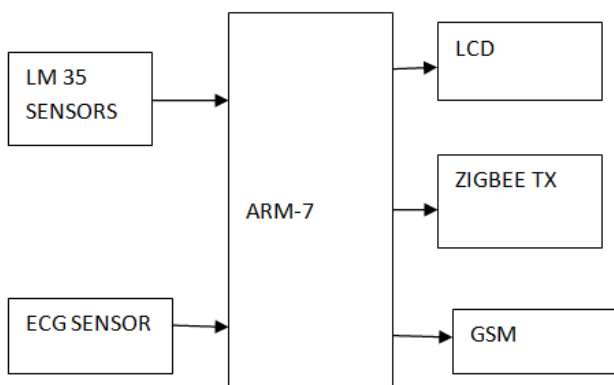 LM 35
SENSORS
ECG SENSOR
ARM-7
LCD
ZIGBEE TX
GSM